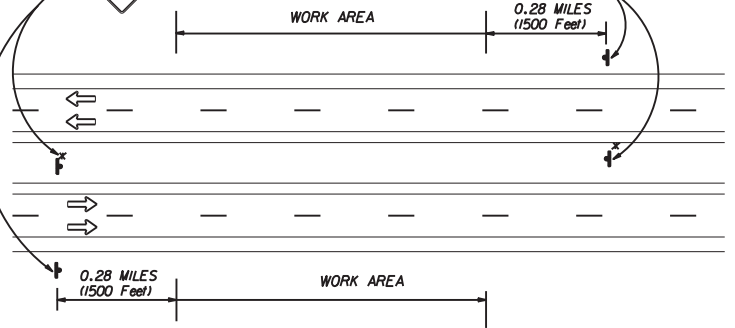 WORK AREA
0.28 MILES
(1500 Feet)
x
x
0.28 MILES
(1500 Feet)
WORK AREA